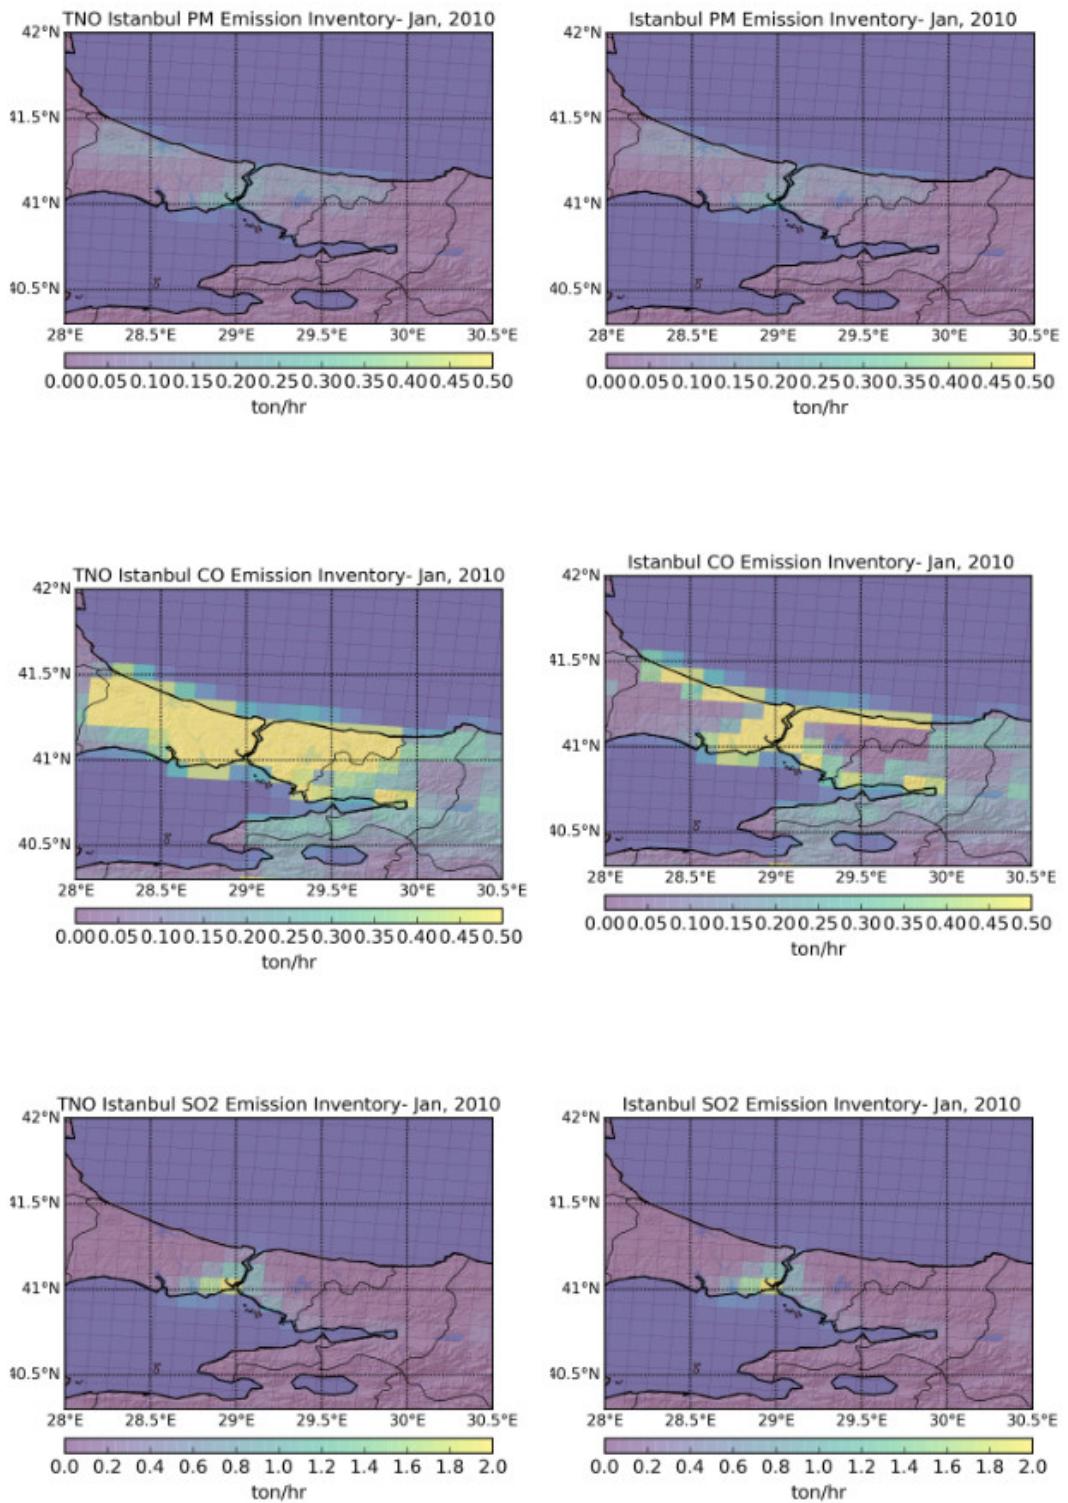 TNO Istanbul PM Emission Inventory- Jan, 2010
42°N
41.5°N
41°N
40.5°N
28°E 28.5°E 29°E 29.5°E 30°E 30.5°E
0.00 0.05 0.10 0.15 0.20 0.25 0.30 0.35 0.40 0.45 0.50
ton/hr
Istanbul PM Emission Inventory- Jan, 2010
42°N
41.5°N
41°N
40.5°N
28°E 28.5°E 29°E 29.5°E 30°E 30.5°E
0.00 0.05 0.10 0.15 0.20 0.25 0.30 0.35 0.40 0.45 0.50
ton/hr
TNO Istanbul CO Emission Inventory- Jan, 2010
42°N
41.5°N
41°N
40.5°N
28°E 28.5°E 29°E 29.5°E 30°E 30.5°E
0.00 0.05 0.10 0.15 0.20 0.25 0.30 0.35 0.40 0.45 0.50
ton/hr
Istanbul CO Emission Inventory- Jan, 2010
42°N
41.5°N
41°N
40.5°N
28°E 28.5°E 29°E 29.5°E 30°E 30.5°E
0.00 0.05 0.10 0.15 0.20 0.25 0.30 0.35 0.40 0.45 0.50
ton/hr
TNO Istanbul SO2 Emission Inventory- Jan, 2010
42°N
41.5°N
41°N
40.5°N
28°E 28.5°E 29°E 29.5°E 30°E 30.5°E
0.0 0.2 0.4 0.6 0.8 1.0 1.2 1.4 1.6 1.8 2.0
ton/hr
Istanbul SO2 Emission Inventory- Jan, 2010
42°N
41.5°N
41°N
40.5°N
28°E 28.5°E 29°E 29.5°E 30°E 30.5°E
0.0 0.2 0.4 0.6 0.8 1.0 1.2 1.4 1.6 1.8 2.0
ton/hr